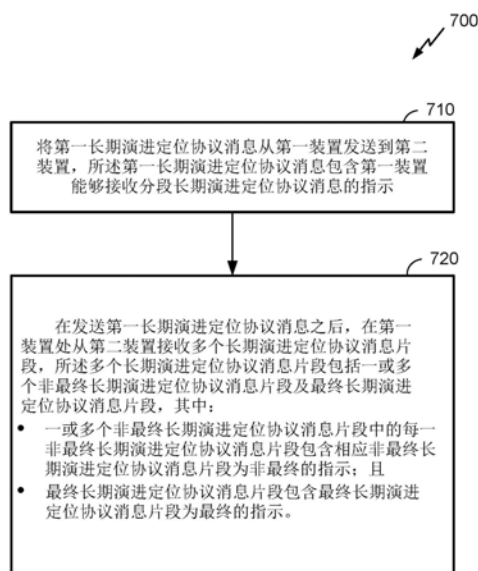 700
710
将第一长期演进定位协议消息从第一装置发送到第二
装置，所述第一长期演进定位协议消息包含第一装置
能够接收分段长期演进定位协议消息的指示
720
在发送第一长期演进定位协议消息之后，在第一
装置处从第二装置接收多个长期演进定位协议消息片
段，所述多个长期演进定位协议消息片段包括一或多
个非最终长期演进定位协议消息片段及最终长期演进
定位协议消息片段，其中：
• 一或多个非最终长期演进定位协议消息片段中的每一
非最终长期演进定位协议消息片段包含相应非最终长
期演进定位协议消息片段为非最终的指示；且
• 最终长期演进定位协议消息片段包含最终长期演进
定位协议消息片段为最终的指示。